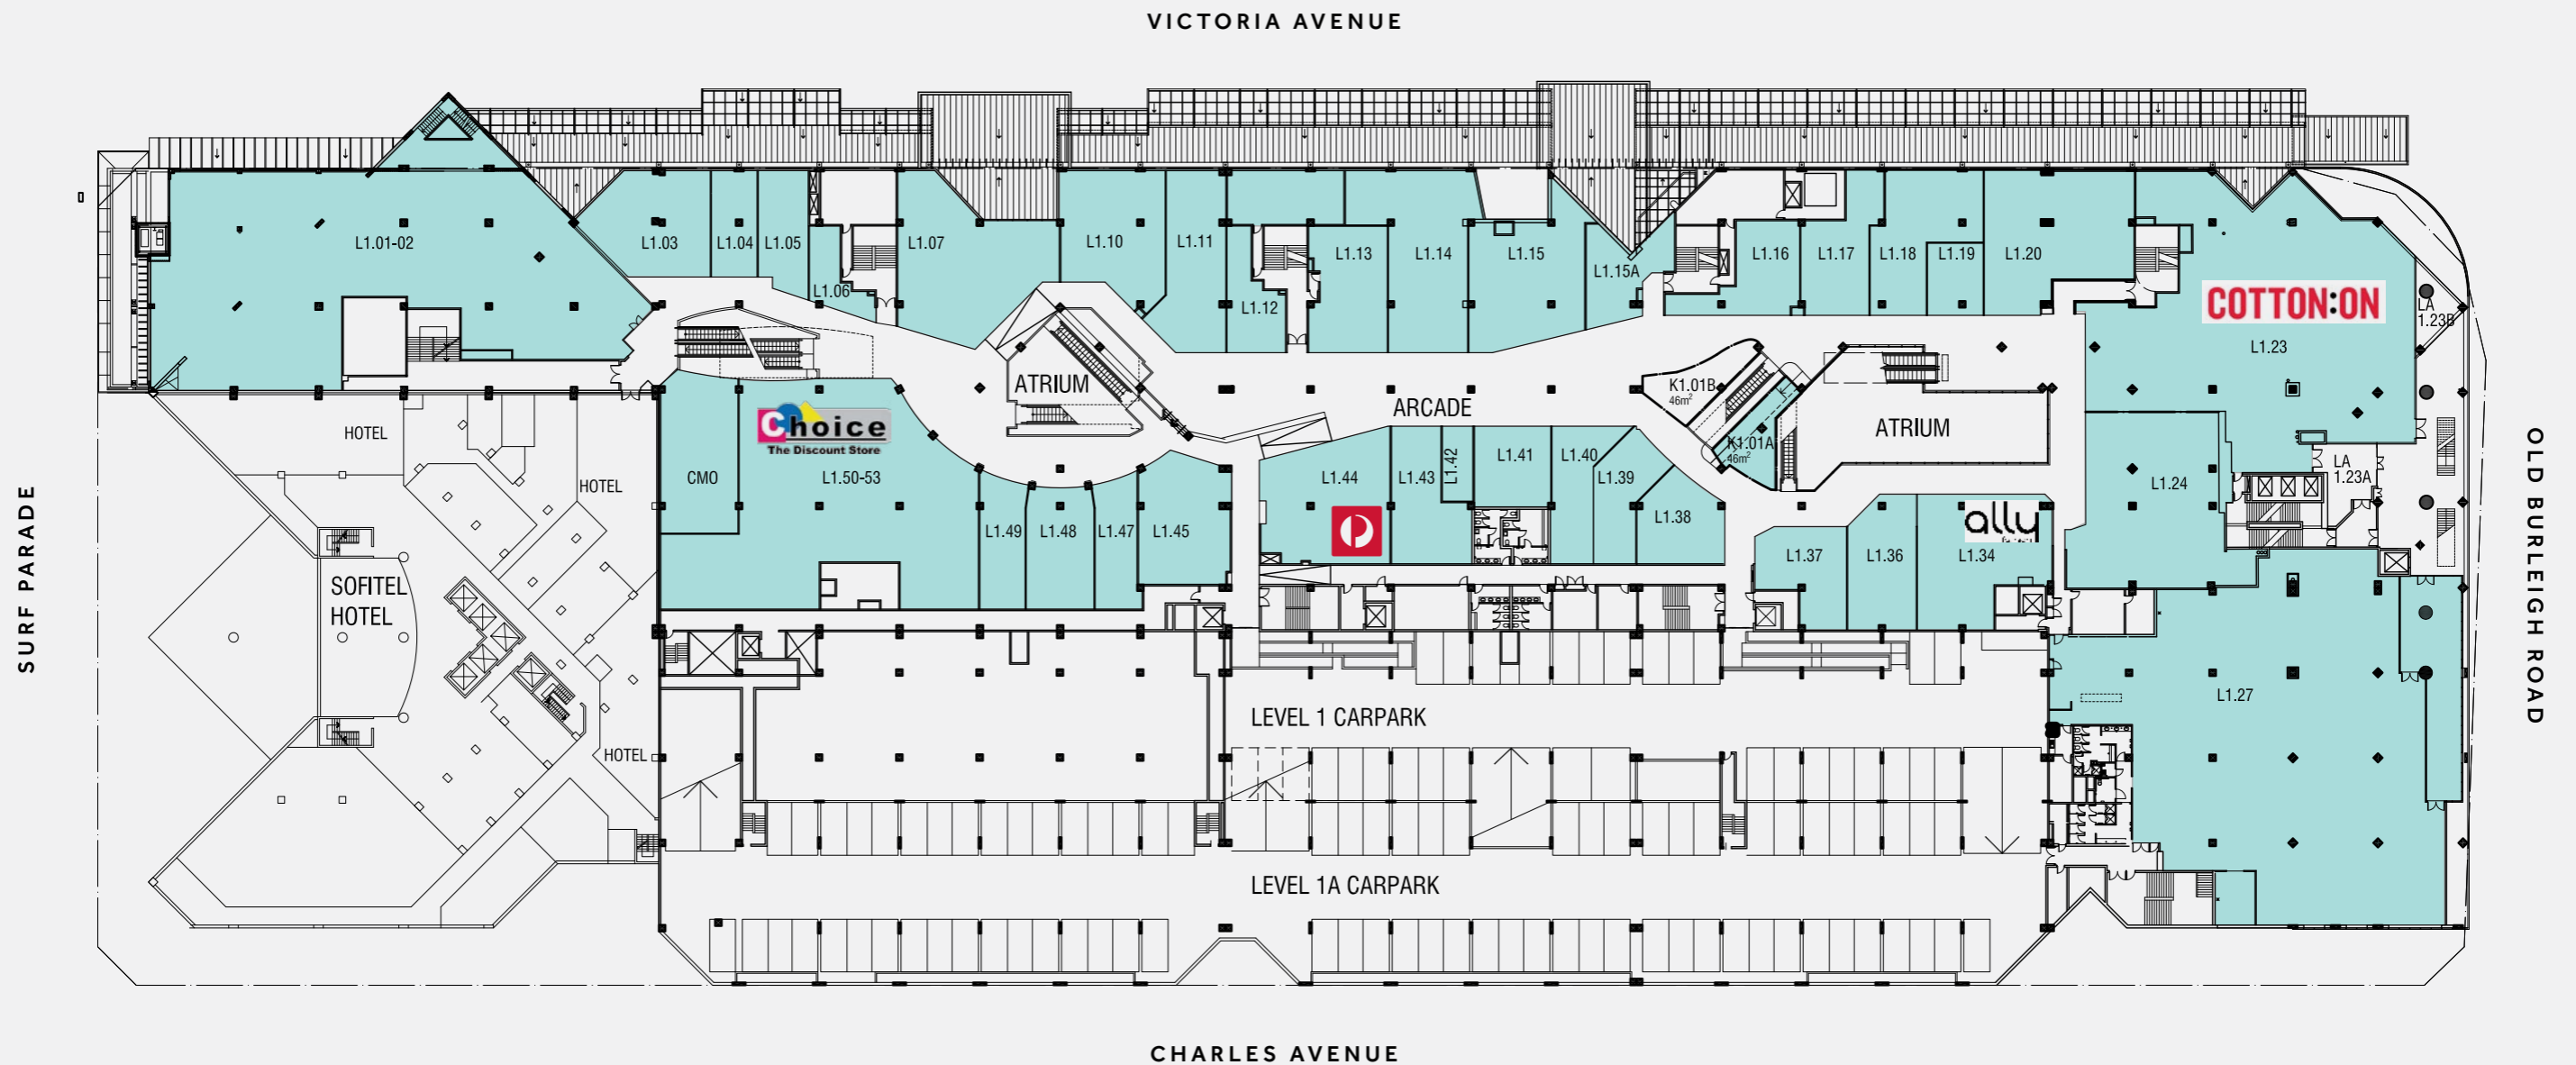 VICTORIA AVENUE
L1.01-02
L1.03
L1.04
L1.05
L1.06
L1.07
L1.10
L1.11
L1.12
L1.13
L1.14
L1.15
L1.15A
L1.16
L1.17
L1.18
L1.19
L1.20
COTTON:ON
L1.23
LA
1.23B
ATRIUM
ARCADE
K1.01B
46m²
K1.01A
46m²
ATRIUM
HOTEL
HOTEL
CMO
Choice
The Discount Store
L1.50-53
L1.49
L1.48
L1.47
L1.45
L1.44
L1.43
L1.42
L1.41
L1.40
L1.39
L1.38
L1.37
L1.36
ally
L1.34
L1.24
LA
1.23A
SURF PARADE
OLD BURLEIGH ROAD
SOFITEL
HOTEL
HOTEL
L1.27
LEVEL 1 CARPARK
LEVEL 1A CARPARK
CHARLES AVENUE